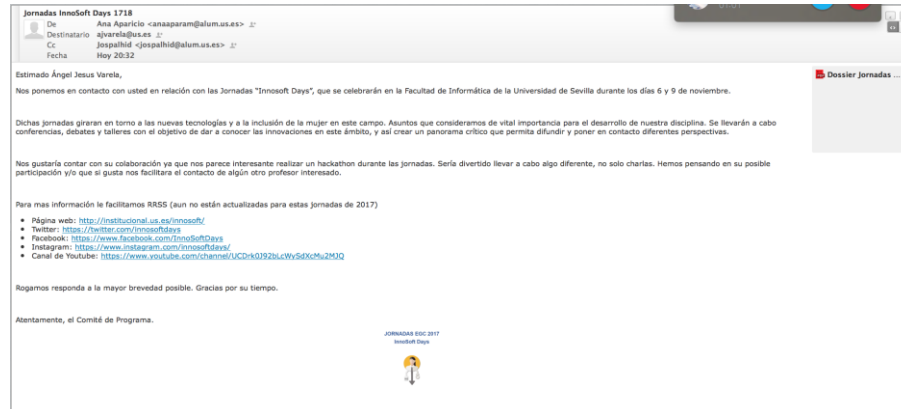 Jornadas InnoSoft Days 1718
De Ana Aparicio <anaaparam@alum.us.es>
Destinatario ajvarela@us.es
Cc Jospalhid <jospalhid@alum.us.es>
Fecha Hoy 20:32
Dossier Jornadas ...
Estimado Ángel Jesus Varela,
Nos ponemos en contacto con usted en relación con las Jornadas "Innosoft Days", que se celebrarán en la Facultad de Informática de la Universidad de Sevilla durante los días 6 y 9 de noviembre.
Dichas jornadas giraran en torno a las nuevas tecnologías y a la inclusión de la mujer en este campo. Asuntos que consideramos de vital importancia para el desarrollo de nuestra disciplina. Se llevarán a cabo
conferencias, debates y talleres con el objetivo de dar a conocer las innovaciones en este ámbito, y así crear un panorama crítico que permita difundir y poner en contacto diferentes perspectivas.
Nos gustaría contar con su colaboración ya que nos parece interesante realizar un hackathon durante las jornadas. Sería divertido llevar a cabo algo diferente, no solo charlas. Hemos pensando en su posible
participación y/o que si gusta nos facilitara el contacto de algún otro profesor interesado.
Para mas información le facilitamos RRSS (aun no están actualizadas para estas jornadas de 2017)
Página web: http://institucional.us.es/innosoft/
Twitter: https://twitter.com/innosoftdays
Facebook: https://www.facebook.com/InnoSoftDays
Instagram: https://www.instagram.com/innosoftdays/
Canal de Youtube: https://www.youtube.com/channel/UCDrk0J92bLcWySdXcMu2MJQ
Rogamos responda a la mayor brevedad posible. Gracias por su tiempo.
Atentamente, el Comité de Programa.
JORNADAS EGC 2017
InnoSoft Days